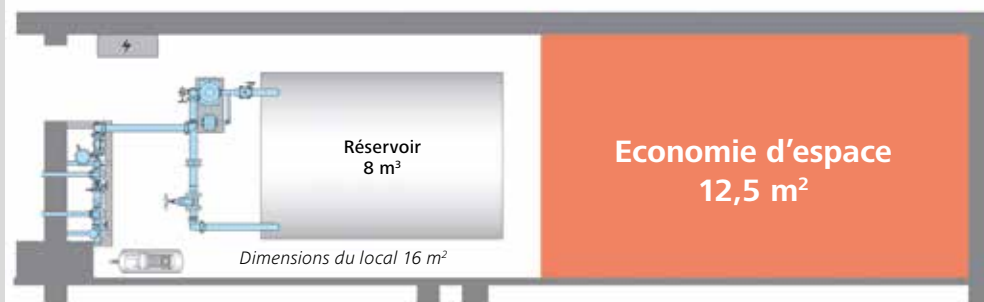 Réservoir
8 m³
Economie d'espace
12,5 m²
Dimensions du local 16 m²